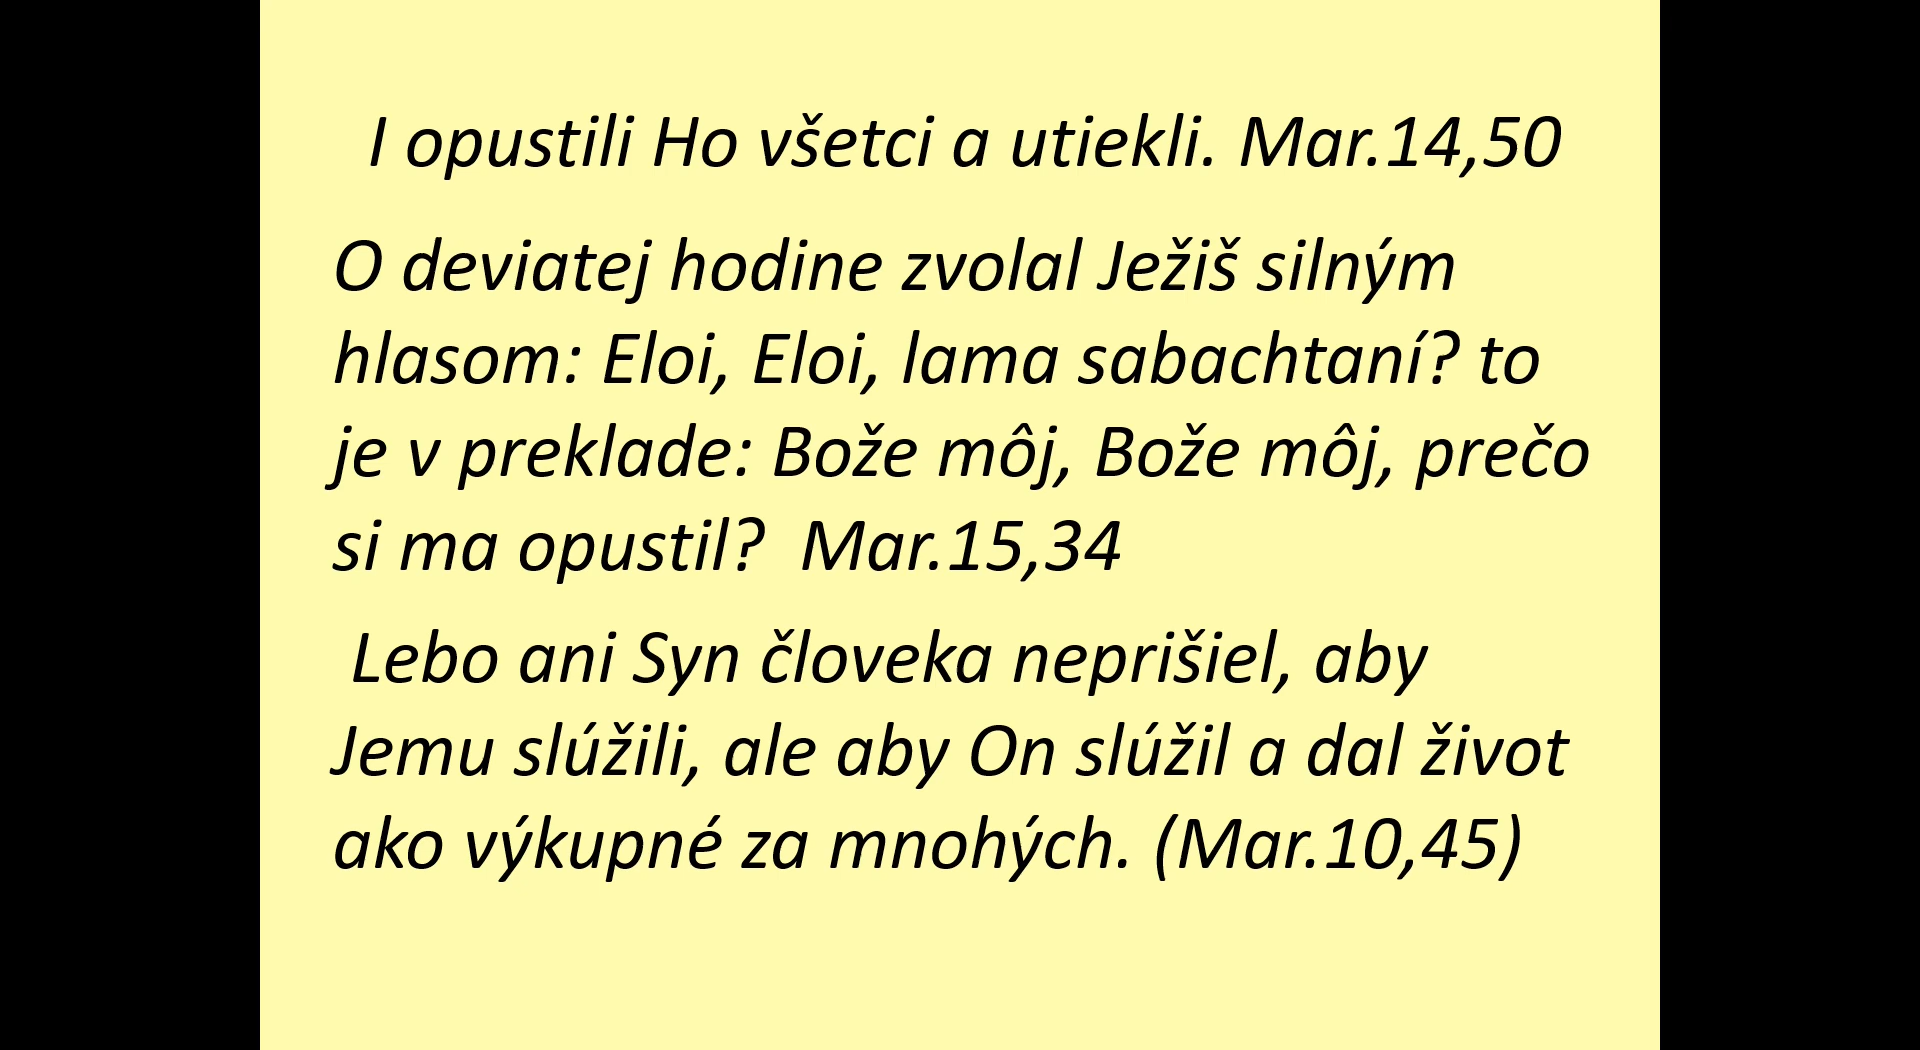 I opustili Ho všetci a utiekli. Mar.14,50
O deviatej hodine zvolal Ježiš silným
hlasom: Eloi, Eloi, lama sabachtaní? to
je v preklade: Bože môj, Bože môj, prečo
si ma opustil?  Mar.15,34
Lebo ani Syn človeka neprišiel, aby
Jemu slúžili, ale aby On slúžil a dal život
ako výkupné za mnohých. (Mar.10,45)